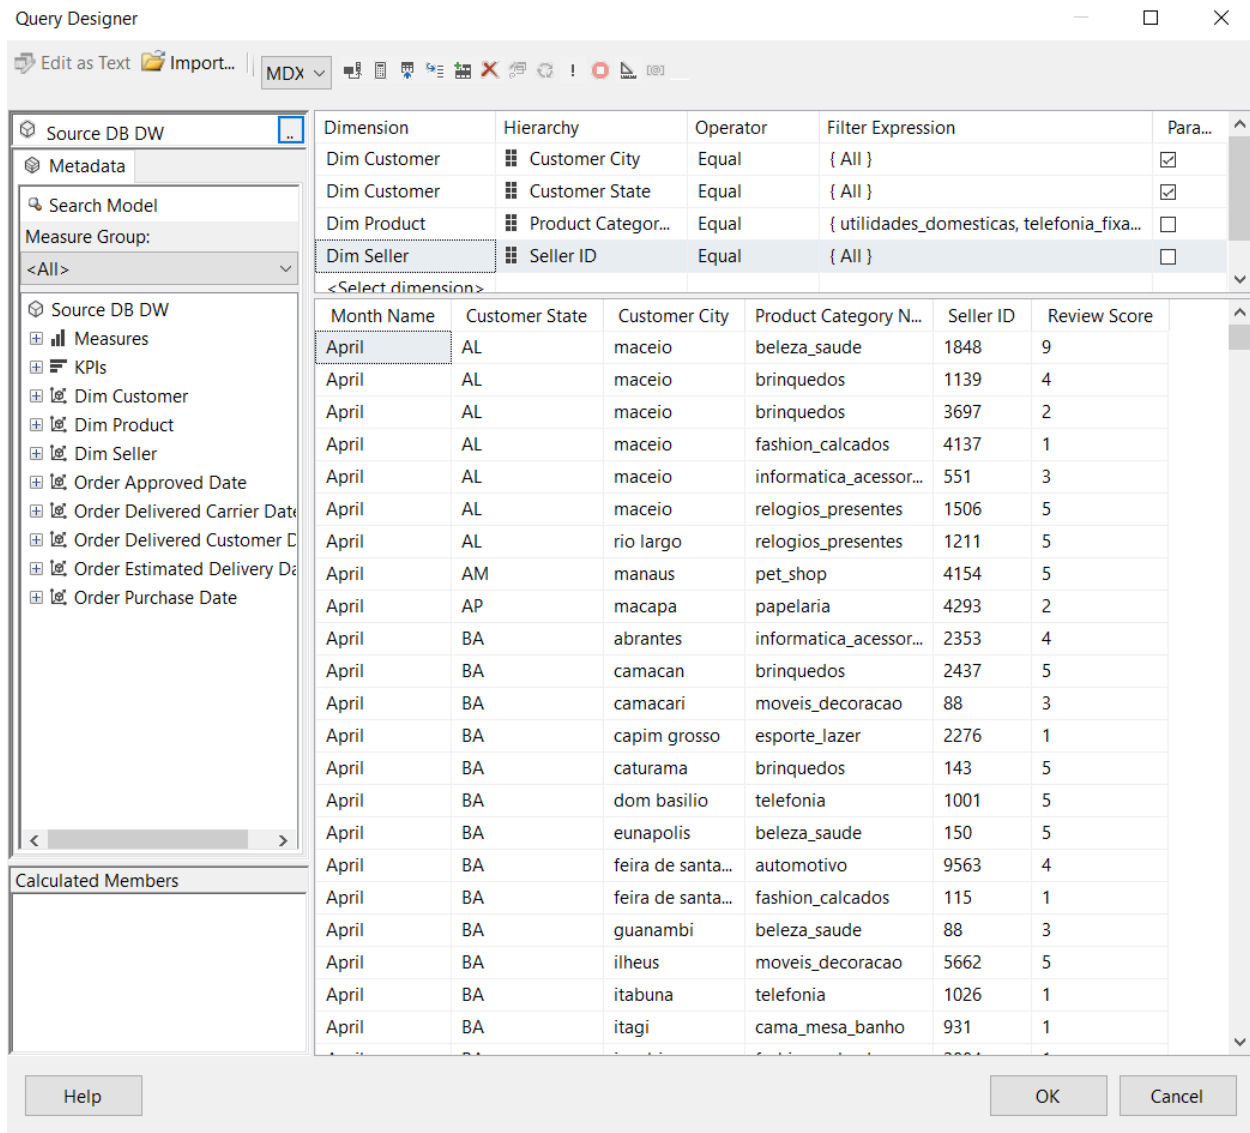 Query Designer
Edit as Text Import... MDX
Source DB DW ..
Metadata
Search Model
Measure Group:
<All>
Source DB DW
Measures
KPIs
Dim Customer
Dim Product
Dim Seller
Order Approved Date
Order Delivered Carrier Date
Order Delivered Customer D
Order Estimated Delivery Da
Order Purchase Date
Calculated Members
Dimension Hierarchy Operator Filter Expression Para...
Dim Customer Customer City Equal { All }
Dim Customer Customer State Equal { All }
Dim Product Product Categor... Equal { utilidades_domesticas, telefonia_fixa...
Dim Seller Seller ID Equal { All }
<Select dimension>
Month Name Customer State Customer City Product Category N... Seller ID Review Score
April AL maceio beleza_saude 1848 9
April AL maceio brinquedos 1139 4
April AL maceio brinquedos 3697 2
April AL maceio fashion_calcados 4137 1
April AL maceio informatica_acessor... 551 3
April AL maceio relogios_presentes 1506 5
April AL rio largo relogios_presentes 1211 5
April AM manaus pet_shop 4154 5
April AP macapa papelaria 4293 2
April BA abrantes informatica_acessor... 2353 4
April BA camacan brinquedos 2437 5
April BA camacari moveis_decoracao 88 3
April BA capim grosso esporte_lazer 2276 1
April BA caturama brinquedos 143 5
April BA dom basilio telefonia 1001 5
April BA eunapolis beleza_saude 150 5
April BA feira de santa... automotivo 9563 4
April BA feira de santa... fashion_calcados 115 1
April BA guanambi beleza_saude 88 3
April BA ilheus moveis_decoracao 5662 5
April BA itabuna telefonia 1026 1
April BA itagi cama_mesa_banho 931 1
Help OK Cancel